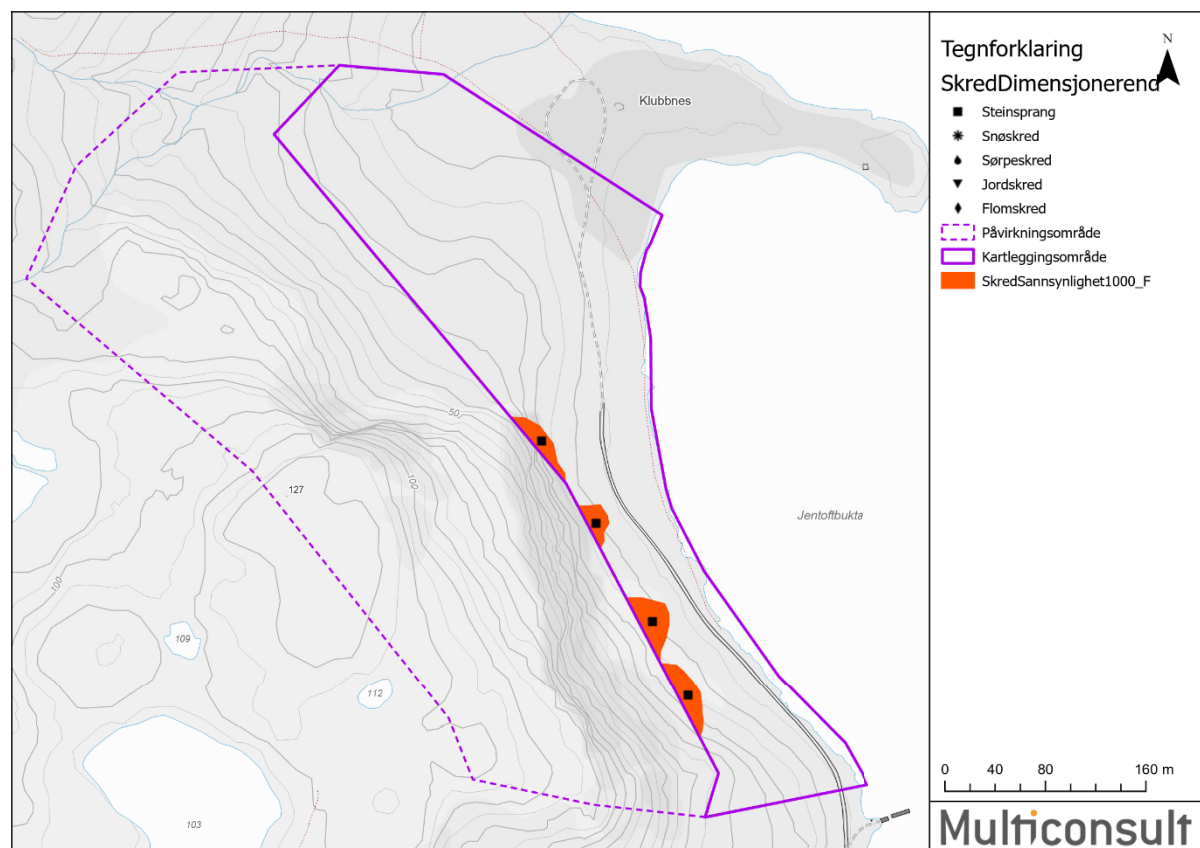 Klubbnes
50
100
127
Jentoftbukta
100
109
112
103
Tegnforklaring
N
SkredDimensjonerend
Steinsprang
Snøskred
Sørpeskred
Jordskred
Flomskred
Påvirkningsområde
Kartleggingsområde
SkredSannsynlighet1000_F
0 40 80 160 m
Multiconsult